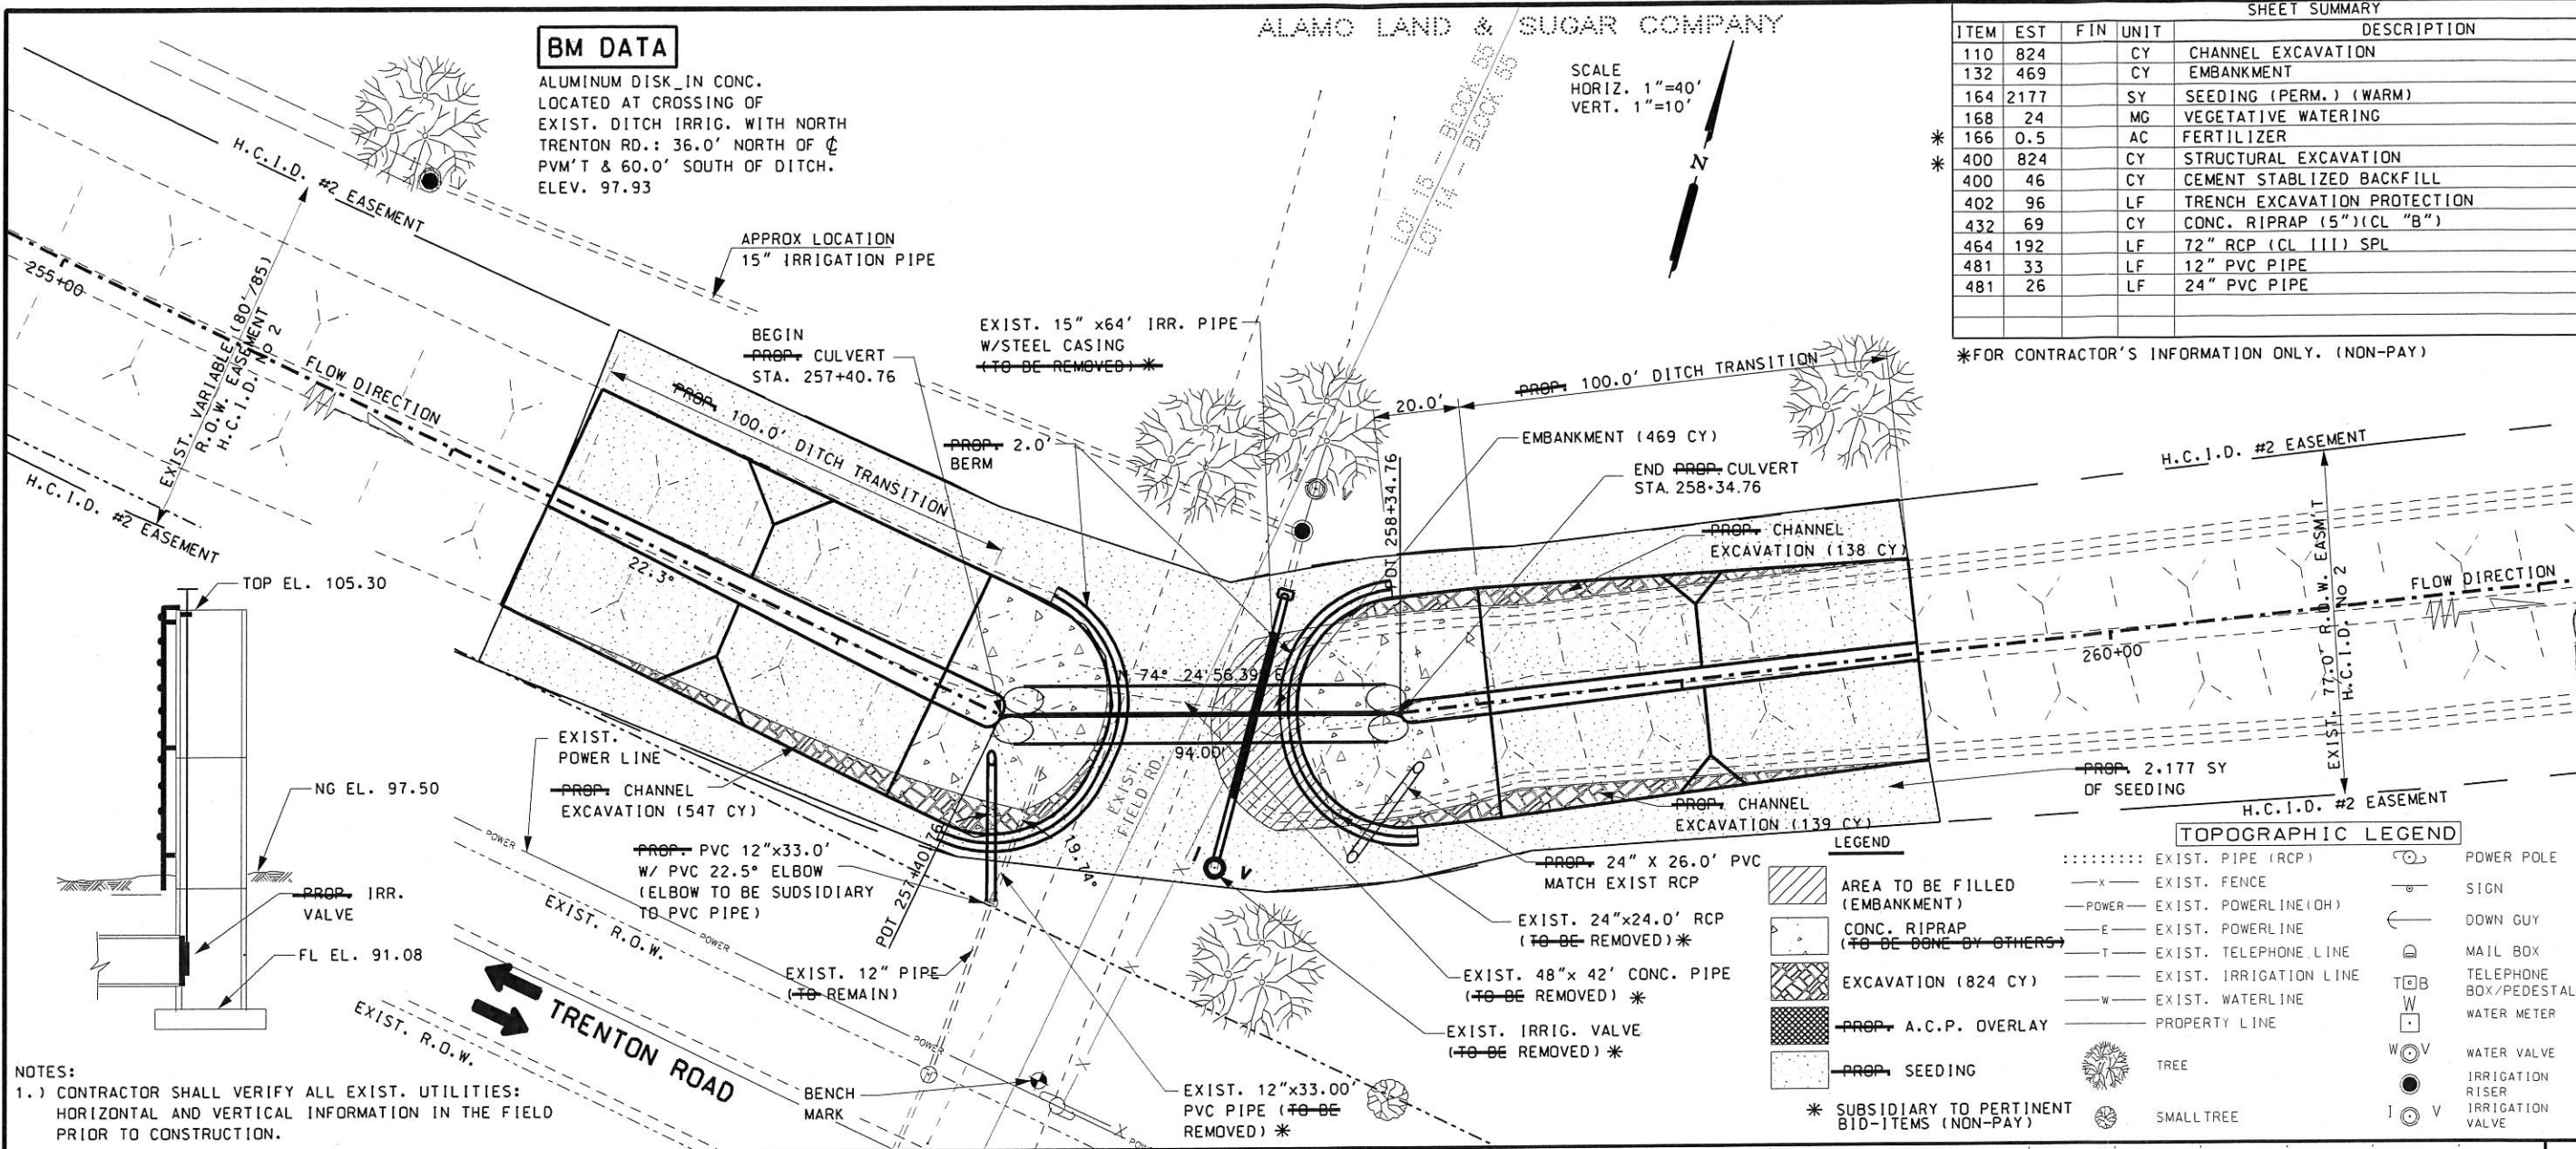 ALAMO LAND & SUGAR COMPANY
BM DATA
ALUMINUM DISK IN CONC.
LOCATED AT CROSSING OF
EXIST. DITCH IRRIG. WITH NORTH
TRENTON RD.: 36.0' NORTH OF ℄
PVM'T & 60.0' SOUTH OF DITCH.
ELEV. 97.93
SCALE
HORIZ. 1"=40'
VERT. 1"=10'
N
LOT 15 - BLOCK 55
LOT 14 - BLOCK 55
SHEET SUMMARY
ITEM EST FIN UNIT DESCRIPTION
110 824 CY CHANNEL EXCAVATION
132 469 CY EMBANKMENT
164 2177 SY SEEDING (PERM.) (WARM)
168 24 MG VEGETATIVE WATERING
* 166 0.5 AC FERTILIZER
* 400 824 CY STRUCTURAL EXCAVATION
400 46 CY CEMENT STABLIZED BACKFILL
402 96 LF TRENCH EXCAVATION PROTECTION
432 69 CY CONC. RIPRAP (5")(CL "B")
464 192 LF 72" RCP (CL III) SPL
481 33 LF 12" PVC PIPE
481 26 LF 24" PVC PIPE
*FOR CONTRACTOR'S INFORMATION ONLY. (NON-PAY)
H.C.I.D. #2 EASEMENT
255+00
EXIST. VARIABLE (80'/85)
R.O.W. EASEMENT
H.C.I.D. No 2
FLOW DIRECTION
H.C.I.D. #2 EASEMENT
APPROX LOCATION
15" IRRIGATION PIPE
BEGIN
PROP. CULVERT
STA. 257+40.76
EXIST. 15" x64' IRR. PIPE
W/STEEL CASING
(TO BE REMOVED) *
PROP. 100.0' DITCH TRANSITION
PROP. 2.0'
BERM
20.0'
PROP. 100.0' DITCH TRANSITION
EMBANKMENT (469 CY)
END PROP. CULVERT
STA. 258+34.76
POT 258+34.76
I V
PROP. CHANNEL
EXCAVATION (138 CY)
H.C.I.D. #2 EASEMENT
EXIST. 77.0' R.O.W. EASM'T
H.C.I.D. No 2
FLOW DIRECTION
260+00
22.3°
N 74° 24'56.39" E
94.00'
EXIST.
FIELD RD.
19.74°
POT 257+40.76
I V
TOP EL. 105.30
NG EL. 97.50
PROP. IRR.
VALVE
FL EL. 91.08
EXIST.
POWER LINE
PROP. CHANNEL
EXCAVATION (547 CY)
PROP. PVC 12"x33.0'
W/ PVC 22.5° ELBOW
(ELBOW TO BE SUDSIDIARY
TO PVC PIPE)
POWER
POWER
POWER
EXIST. R.O.W.
EXIST. R.O.W.
TRENTON ROAD
EXIST. 12" PIPE
(TO REMAIN)
BENCH
MARK
X
X
X
X
EXIST. 12"x33.00'
PVC PIPE (TO BE
REMOVED) *
PROP. 24" X 26.0' PVC
MATCH EXIST RCP
EXIST. 24"x24.0' RCP
(TO BE REMOVED) *
EXIST. 48"x 42' CONC. PIPE
(TO BE REMOVED) *
EXIST. IRRIG. VALVE
(TO BE REMOVED) *
PROP. CHANNEL
EXCAVATION (139 CY)
PROP. 2,177 SY
OF SEEDING
H.C.I.D. #2 EASEMENT
LEGEND
AREA TO BE FILLED
(EMBANKMENT)
CONC. RIPRAP
(TO BE DONE BY OTHERS)
EXCAVATION (824 CY)
PROP. A.C.P. OVERLAY
PROP. SEEDING
* SUBSIDIARY TO PERTINENT
BID-ITEMS (NON-PAY)
TOPOGRAPHIC LEGEND
EXIST. PIPE (RCP)
X EXIST. FENCE
POWER EXIST. POWERLINE(OH)
E EXIST. POWERLINE
T EXIST. TELEPHONE LINE
EXIST. IRRIGATION LINE
W EXIST. WATERLINE
PROPERTY LINE
TREE
SMALL TREE
POWER POLE
SIGN
DOWN GUY
MAIL BOX
T B TELEPHONE
BOX/PEDESTAL
W
WATER METER
W V WATER VALVE
IRRIGATION
RISER
I V IRRIGATION
VALVE
NOTES:
1.) CONTRACTOR SHALL VERIFY ALL EXIST. UTILITIES:
HORIZONTAL AND VERTICAL INFORMATION IN THE FIELD
PRIOR TO CONSTRUCTION.